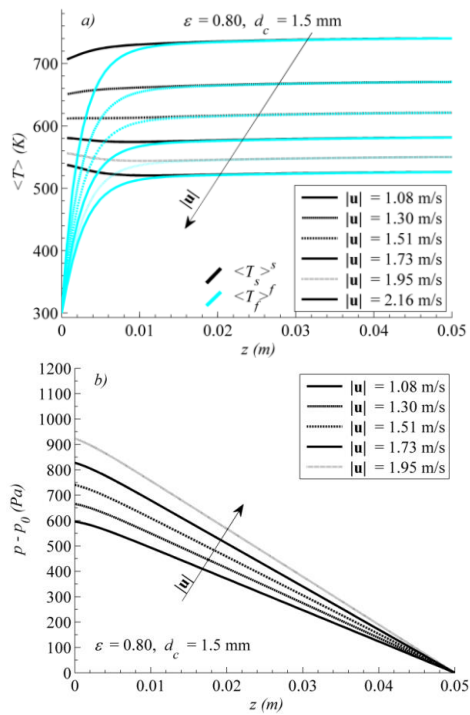 a)
ε = 0.80, d_c = 1.5 mm
700
600
500
400
300
<T> (K)
|u|
<T_s>^s
<T_f>^f
|u| = 1.08 m/s
|u| = 1.30 m/s
|u| = 1.51 m/s
|u| = 1.73 m/s
|u| = 1.95 m/s
|u| = 2.16 m/s
0 0.01 0.02 0.03 0.04 0.05
z (m)
b)
1200
1100
1000
900
800
700
600
500
400
300
200
100
0
p - p_0 (Pa)
|u| = 1.08 m/s
|u| = 1.30 m/s
|u| = 1.51 m/s
|u| = 1.73 m/s
|u| = 1.95 m/s
|u|
ε = 0.80, d_c = 1.5 mm
0 0.01 0.02 0.03 0.04 0.05
z (m)